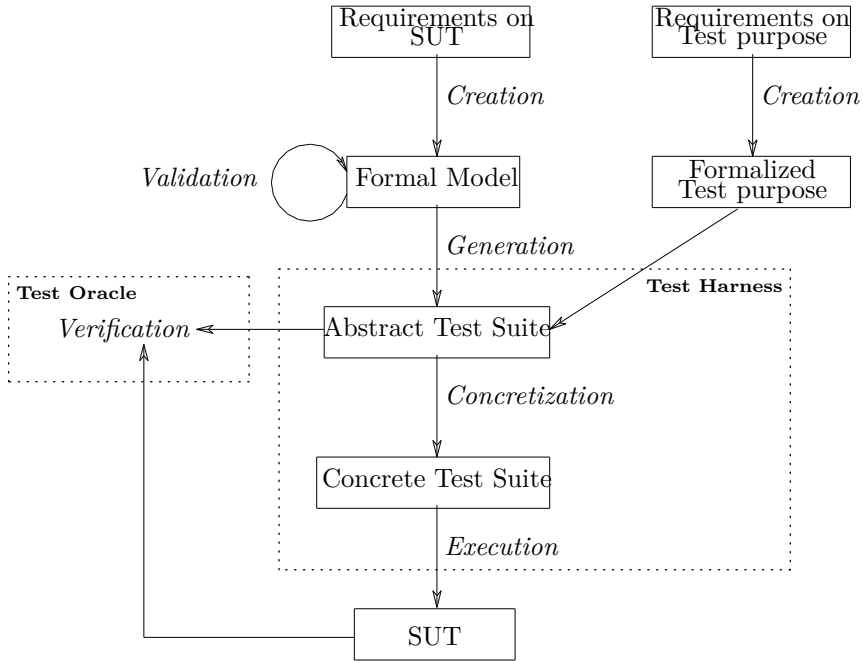 Requirements on
SUT
Requirements on
Test purpose
Creation
Creation
Validation
Formal Model
Formalized
Test purpose
Generation
Test Oracle
Test Harness
Verification
Abstract Test Suite
Concretization
Concrete Test Suite
Execution
SUT